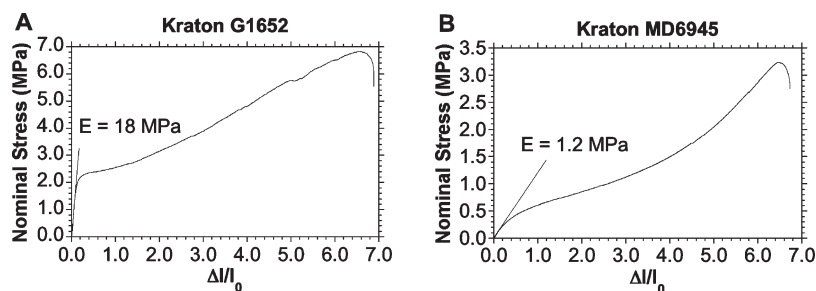 A
Kraton G1652
Nominal Stress (MPa)
7.0
6.0
5.0
4.0
3.0
2.0
1.0
0.0
E = 18 MPa
0.0 1.0 2.0 3.0 4.0 5.0 6.0 7.0
Δl/l0
B
Kraton MD6945
Nominal Stress (MPa)
3.5
3.0
2.5
2.0
1.5
1.0
0.5
0.0
E = 1.2 MPa
0.0 1.0 2.0 3.0 4.0 5.0 6.0 7.0
Δl/l0